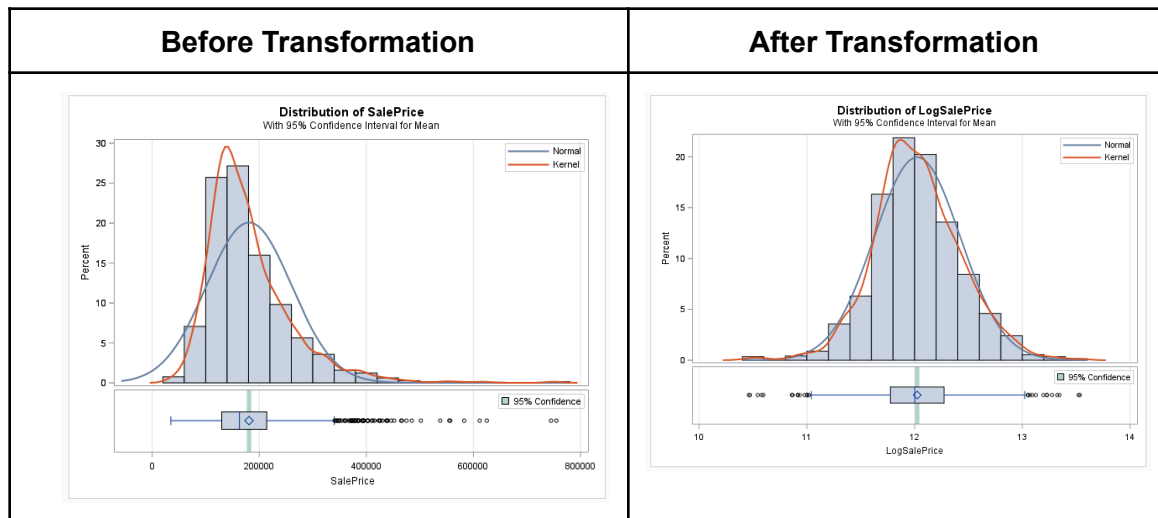 Before Transformation
After Transformation
Distribution of SalePrice
With 95% Confidence Interval for Mean
30
25
20
15
10
5
0
Percent
Normal
Kernel
95% Confidence
0
200000
400000
600000
800000
SalePrice
Distribution of LogSalePrice
With 95% Confidence Interval for Mean
20
15
10
5
0
Percent
Normal
Kernel
95% Confidence
10
11
12
13
14
LogSalePrice